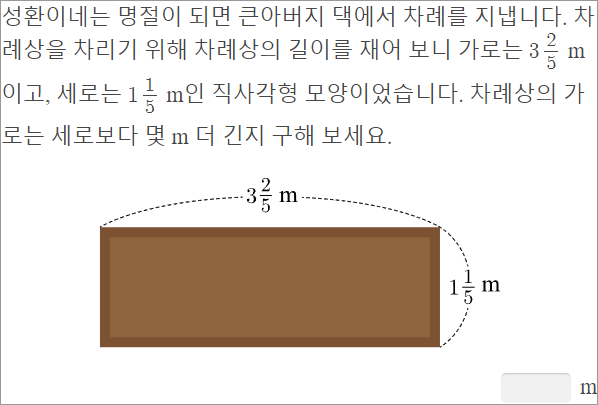 성환이네는 명절이 되면 큰아버지 댁에서 차례를 지냅니다. 차
례상을 차리기 위해 차례상의 길이를 재어 보니 가로는 3 2/5 m
이고, 세로는 1 1/5 m인 직사각형 모양이었습니다. 차례상의 가
로는 세로보다 몇 m 더 긴지 구해 보세요.
3 2/5 m
1 1/5 m
m